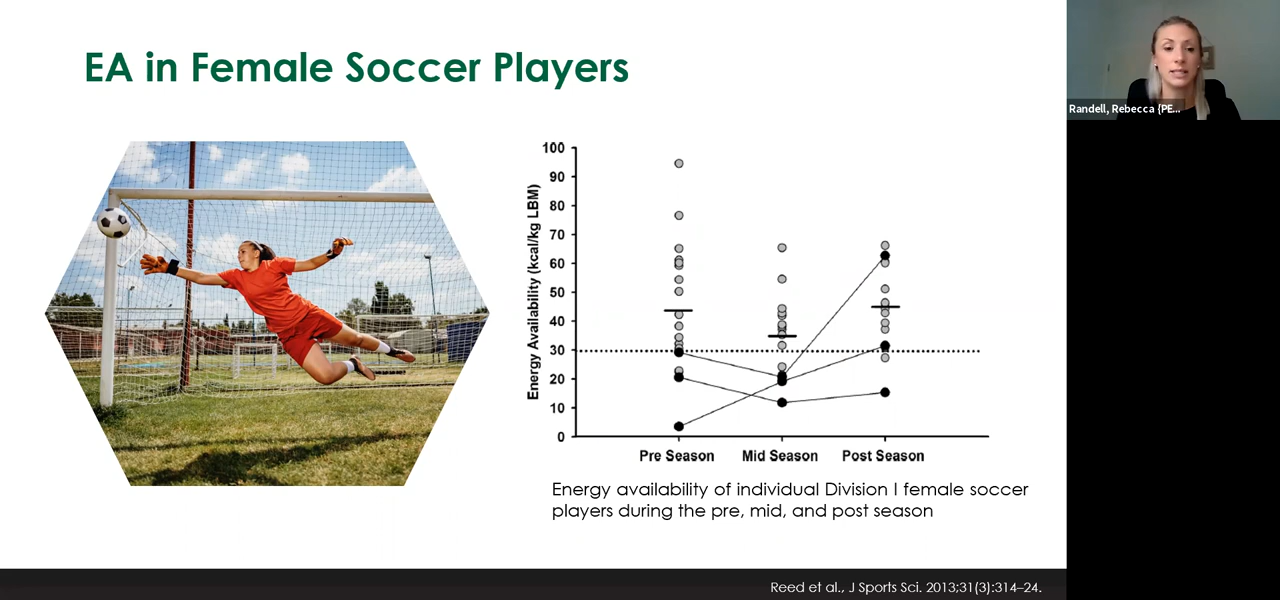 EA in Female Soccer Players
Randell, Rebecca {PE...
100
90
80
70
60
50
40
30
20
10
0
Energy Availability (kcal/kg LBM)
Pre Season Mid Season Post Season
Energy availability of individual Division I female soccer
players during the pre, mid, and post season
Reed et al., J Sports Sci. 2013;31(3):314–24.